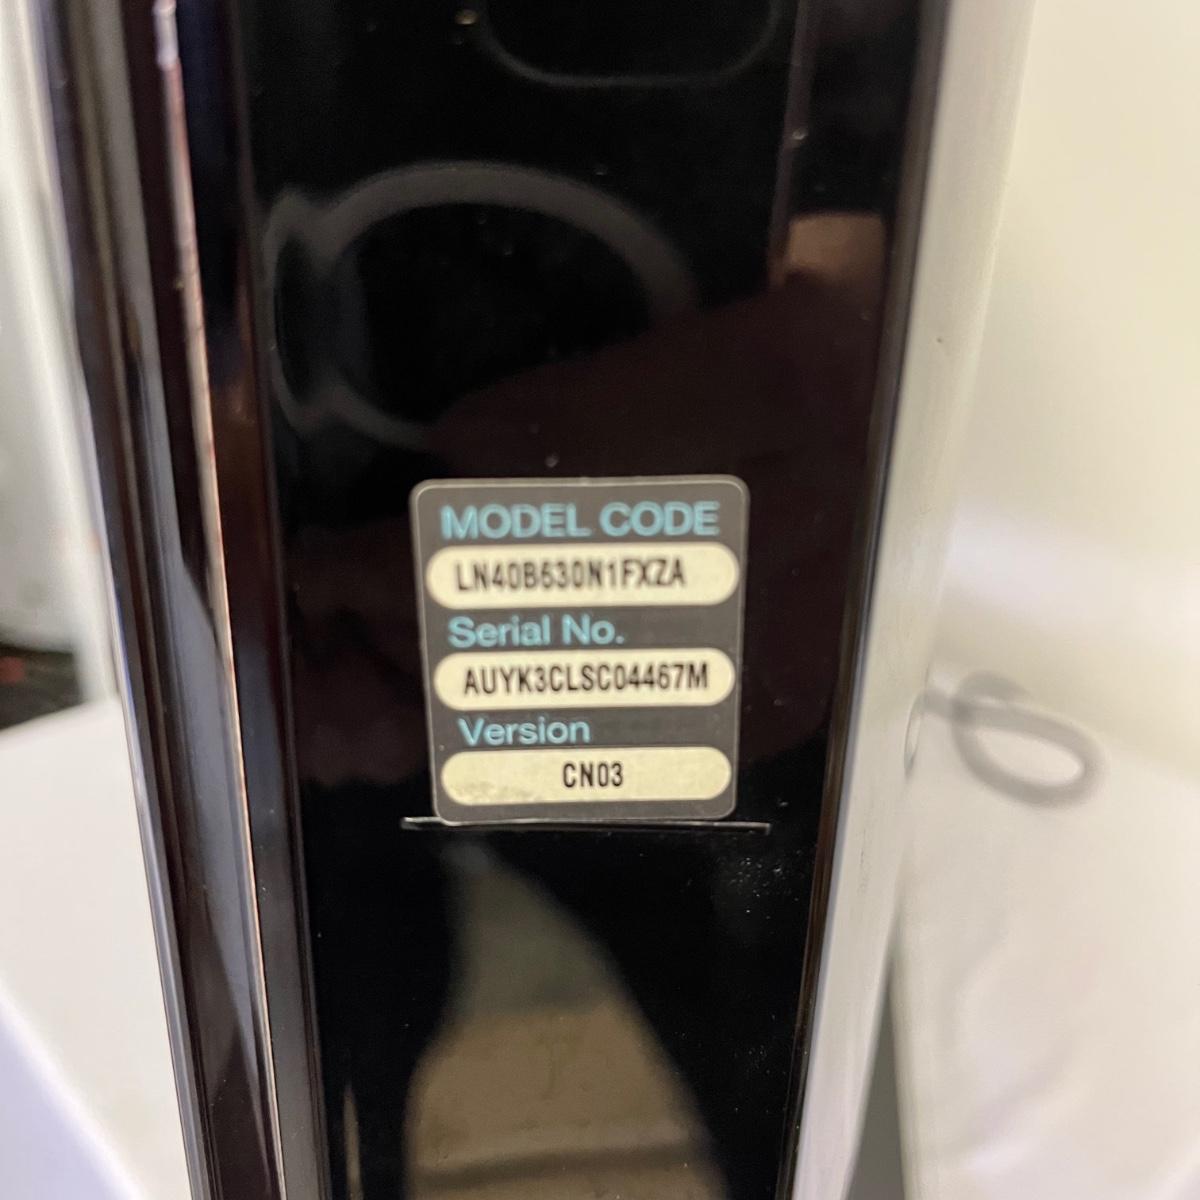 MODEL CODE
LN40B630N1FXZA
Serial No.
AUYK3CLSC04467M
Version
CN03